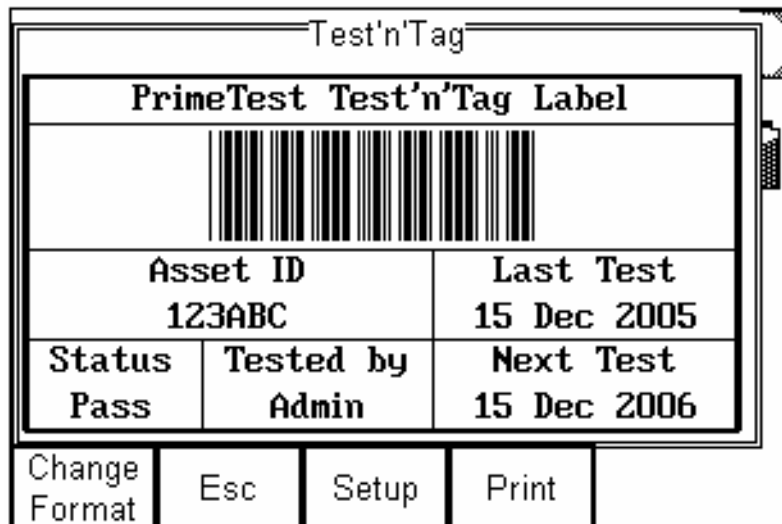 Test'n'Tag
PrimeTest Test'n'Tag Label
Asset ID
123ABC
Last Test
15 Dec 2005
Status
Pass
Tested by
Admin
Next Test
15 Dec 2006
Change
Format
Esc
Setup
Print